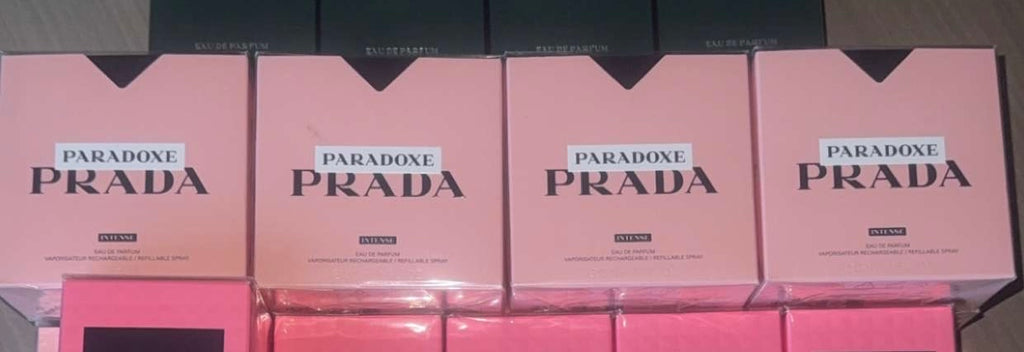 EAU DE PARFUM EAU DE PARFUM EAU DE PARFUM EAU DE PARFUM
PARADOXE
PRADA
INTENSE
EAU DE PARFUM
VAPORISATEUR RECHARGEABLE / REFILLABLE SPRAY
PARADOXE
PRADA
INTENSE
EAU DE PARFUM
VAPORISATEUR RECHARGEABLE / REFILLABLE SPRAY
PARADOXE
PRADA
INTENSE
EAU DE PARFUM
VAPORISATEUR RECHARGEABLE / REFILLABLE SPRAY
PARADOXE
PRADA
INTENSE
EAU DE PARFUM
VAPORISATEUR RECHARGEABLE / REFILLABLE SPRAY